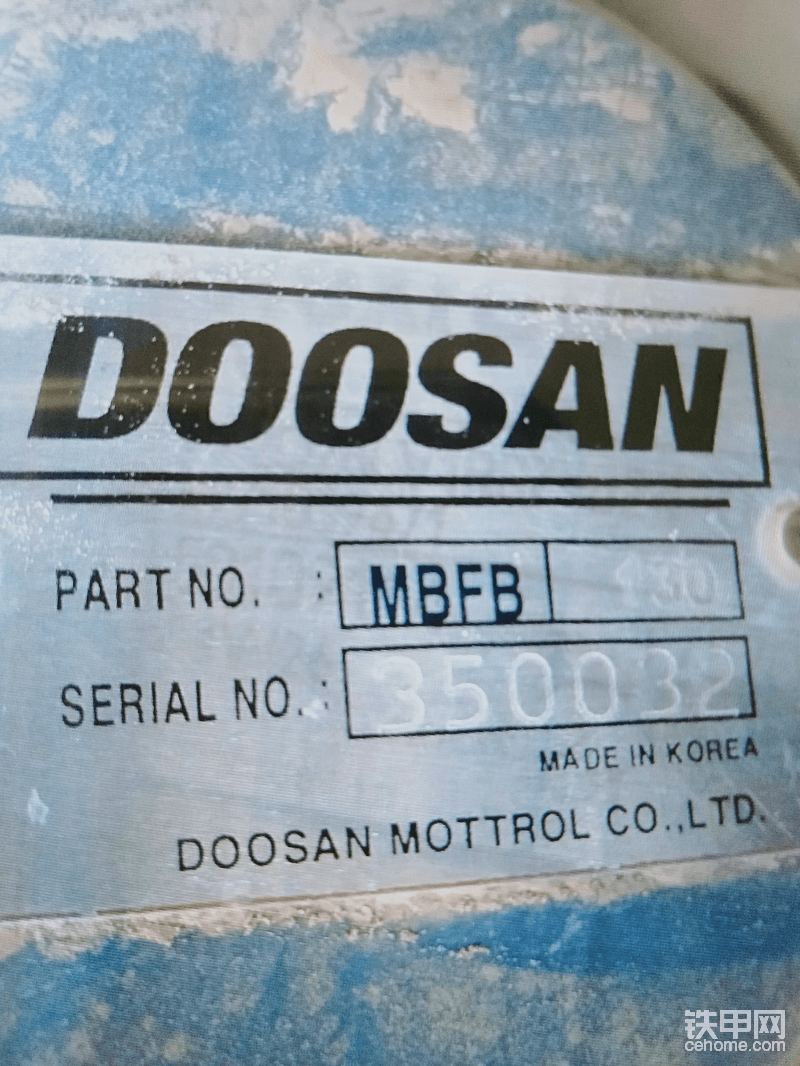 DOOSAN
PART NO. : MBFB 130
SERIAL NO. : 350032
MADE IN KOREA
DOOSAN MOTTROL CO.,LTD.
铁甲网
cehome.com